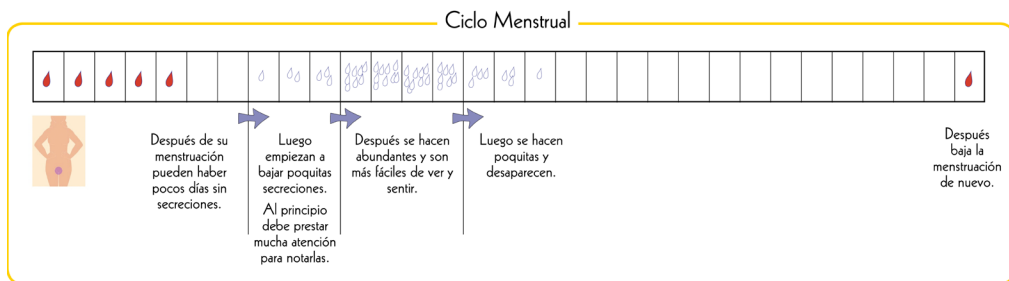 Ciclo Menstrual
Después de su
menstruación
pueden haber
pocos días sin
secreciones.
Luego
empiezan a
bajar poquitas
secreciones.
Al principio
debe prestar
mucha atención
para notarlas.
Después se hacen
abundantes y son
más fáciles de ver y
sentir.
Luego se hacen
poquitas y
desaparecen.
Después
baja la
menstruación
de nuevo.